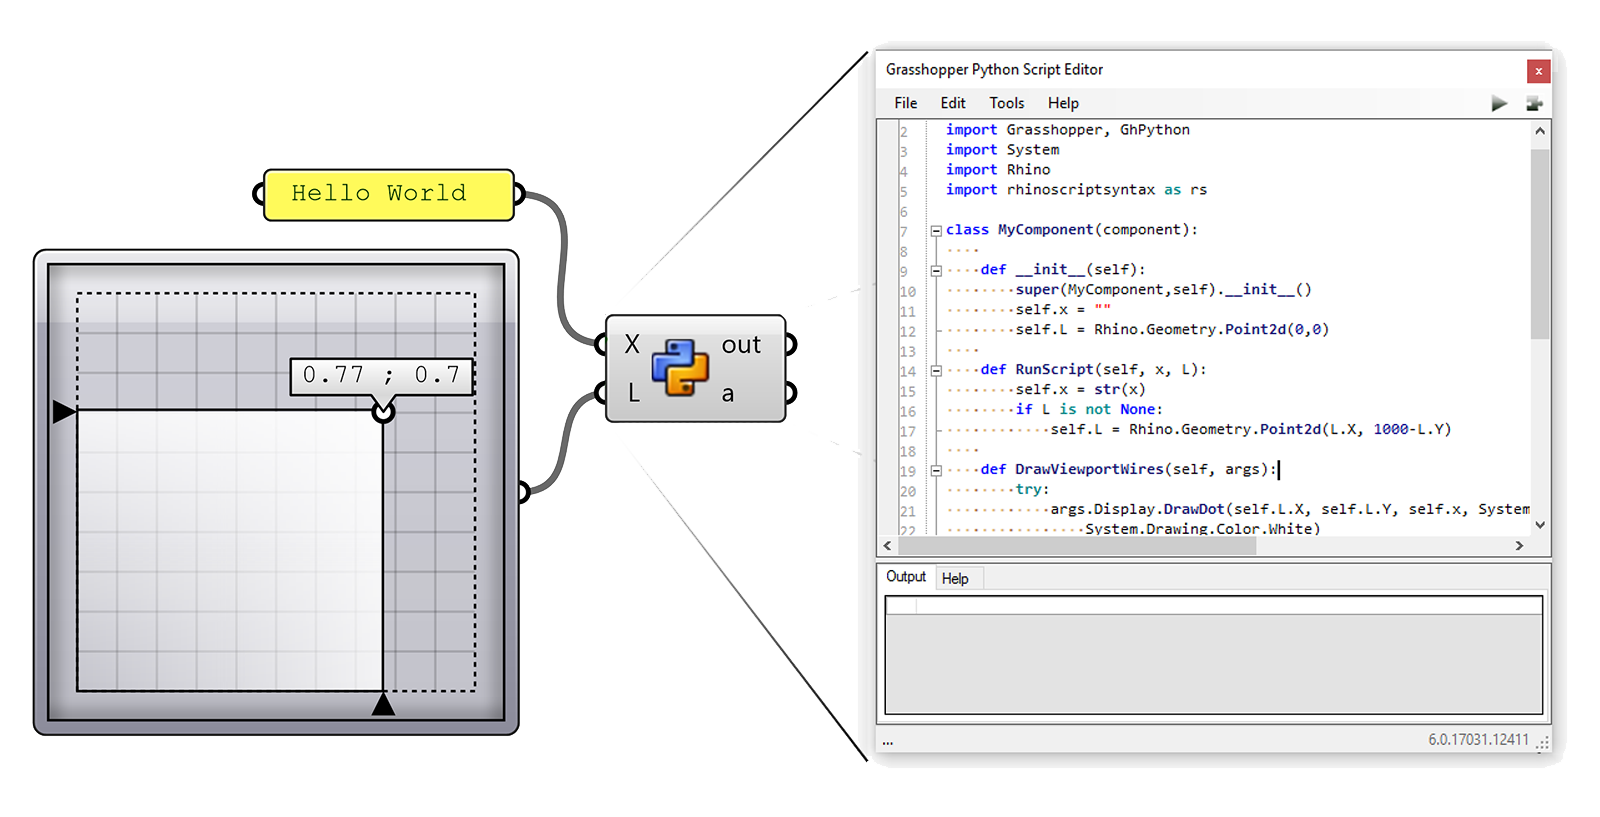 Hello World
0.77 ; 0.7
X
out
L
a
Grasshopper Python Script Editor
x
File Edit Tools Help
2 import Grasshopper, GhPython
3 import System
4 import Rhino
5 import rhinoscriptsyntax as rs
6
7 class MyComponent(component):
8
9 def __init__(self):
10 super(MyComponent,self).__init__()
11 self.x = ""
12 self.L = Rhino.Geometry.Point2d(0,0)
13
14 def RunScript(self, x, L):
15 self.x = str(x)
16 if L is not None:
17 self.L = Rhino.Geometry.Point2d(L.X, 1000-L.Y)
18
19 def DrawViewportWires(self, args):
20 try:
21 args.Display.DrawDot(self.L.X, self.L.Y, self.x, System
22 System.Drawing.Color.White)
Output Help
...
6.0.17031.12411